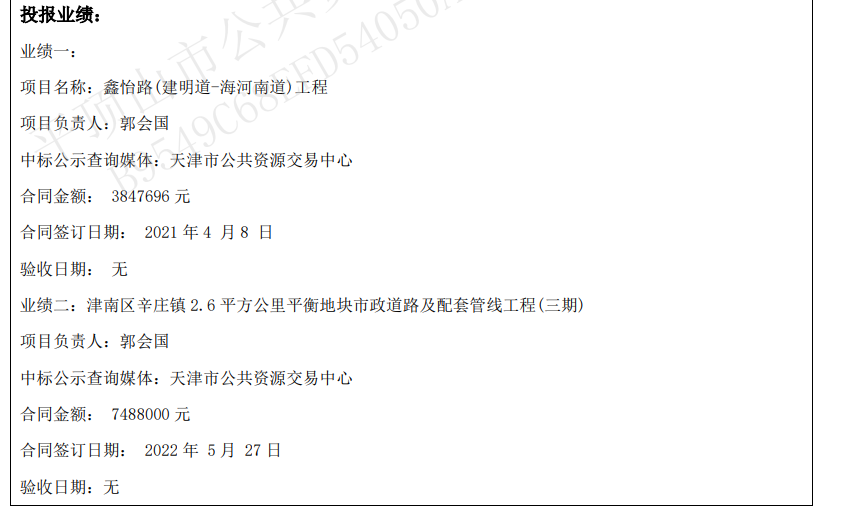 投报业绩：
业绩一：
项目名称：鑫怡路(建明道-海河南道)工程
项目负责人：郭会国
中标公示查询媒体：天津市公共资源交易中心
合同金额： 3847696 元
合同签订日期： 2021 年 4 月 8 日
验收日期： 无
业绩二：津南区辛庄镇 2.6 平方公里平衡地块市政道路及配套管线工程(三期)
项目负责人：郭会国
中标公示查询媒体：天津市公共资源交易中心
合同金额： 7488000 元
合同签订日期： 2022 年 5 月 27 日
验收日期：无
平顶山市公共资